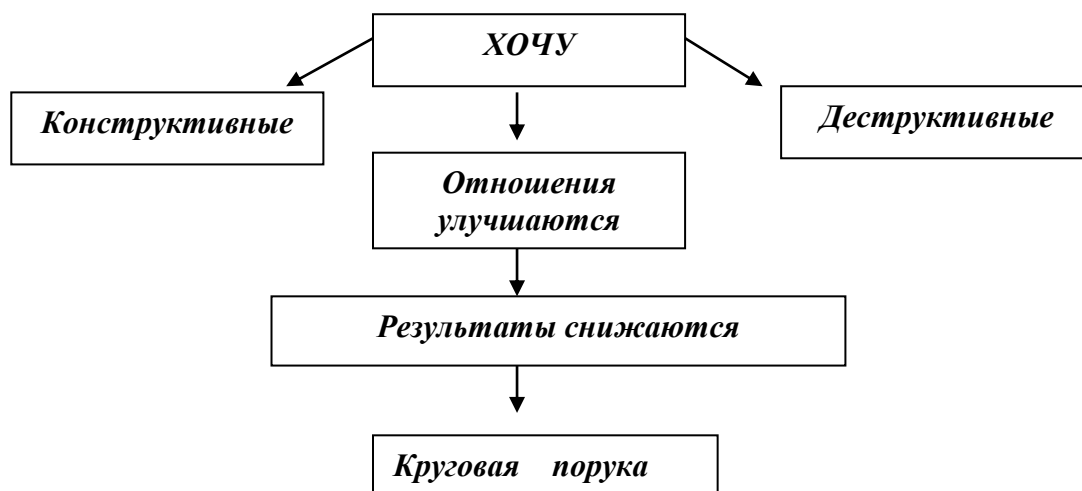 ХОЧУ
Конструктивные
Деструктивные
Отношения
улучшаются
Результаты снижаются
Круговая порука